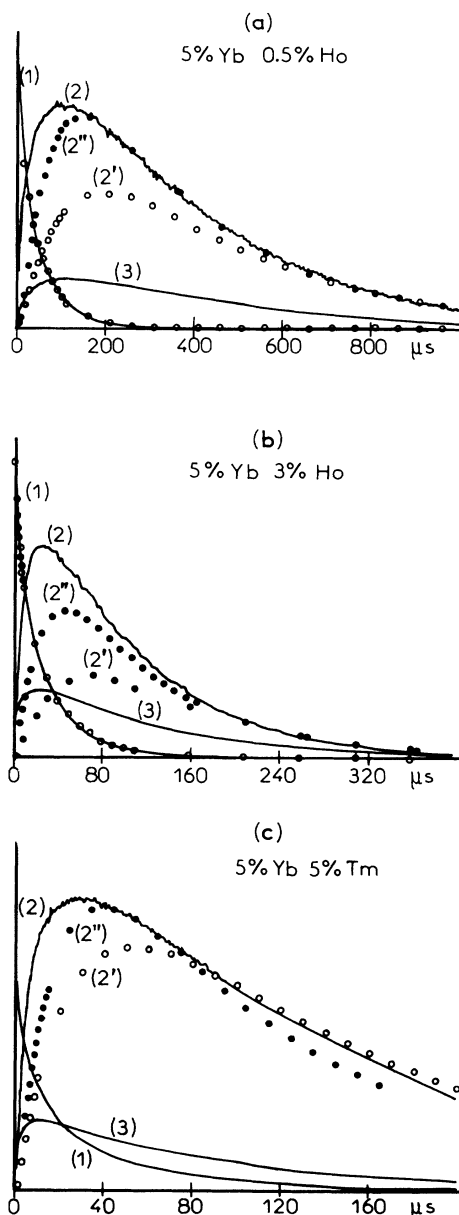 (a)
5% Yb 0.5% Ho
(1)
(2)
(2")
(2')
(3)
0 200 400 600 800 μs
(b)
5% Yb 3% Ho
(1)
(2)
(2")
(2')
(3)
0 80 160 240 320 μs
(c)
5% Yb 5% Tm
(2)
(2")
(2')
(3)
(1)
0 40 80 120 160 μs